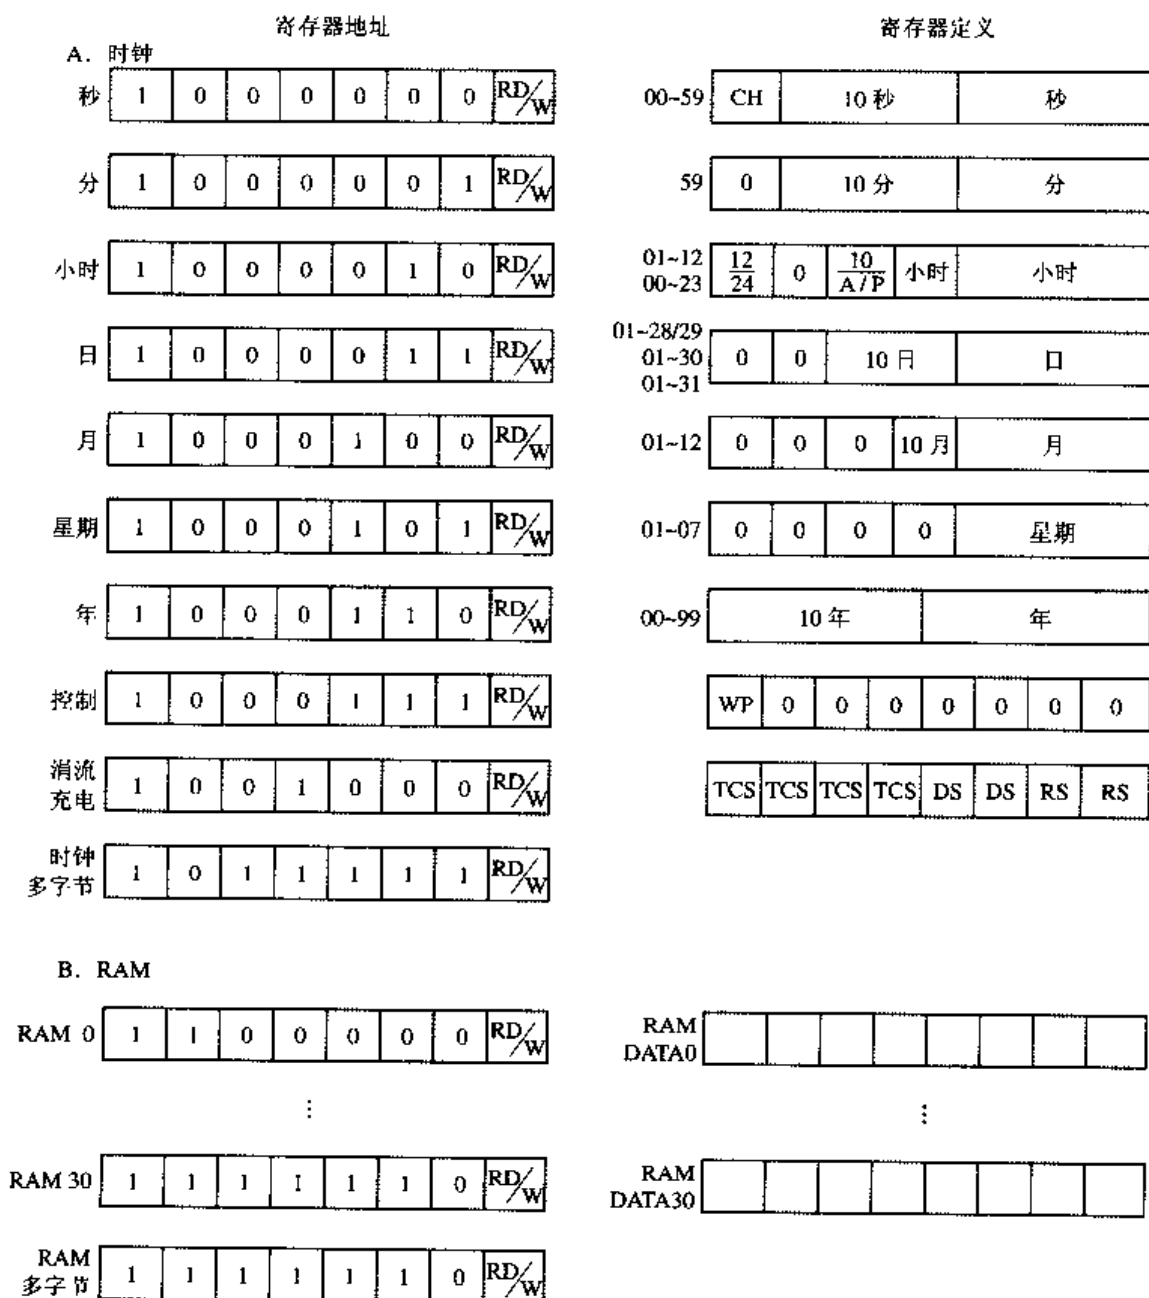 寄存器地址 寄存器定义
A. 时钟
秒 1 0 0 0 0 0 0 RD/W 00~59 CH 10秒 秒
分 1 0 0 0 0 0 1 RD/W 59 0 10分 分
小时 1 0 0 0 0 1 0 RD/W 01~12 00~23 12/24 0 10 A/P 小时 小时
日 1 0 0 0 0 1 1 RD/W 01~28/29 01~30 01~31 0 0 10日 日
月 1 0 0 0 1 0 0 RD/W 01~12 0 0 0 10月 月
星期 1 0 0 0 1 0 1 RD/W 01~07 0 0 0 0 星期
年 1 0 0 0 1 1 0 RD/W 00~99 10年 年
控制 1 0 0 0 1 1 1 RD/W WP 0 0 0 0 0 0 0
涓流充电 1 0 0 1 0 0 0 RD/W TCS TCS TCS TCS DS DS RS RS
时钟多字节 1 0 1 1 1 1 1 RD/W
B. RAM
RAM 0 1 1 0 0 0 0 0 RD/W RAM DATA0
⋮ ⋮
RAM 30 1 1 1 1 1 1 0 RD/W RAM DATA30
RAM 多字节 1 1 1 1 1 1 0 RD/W